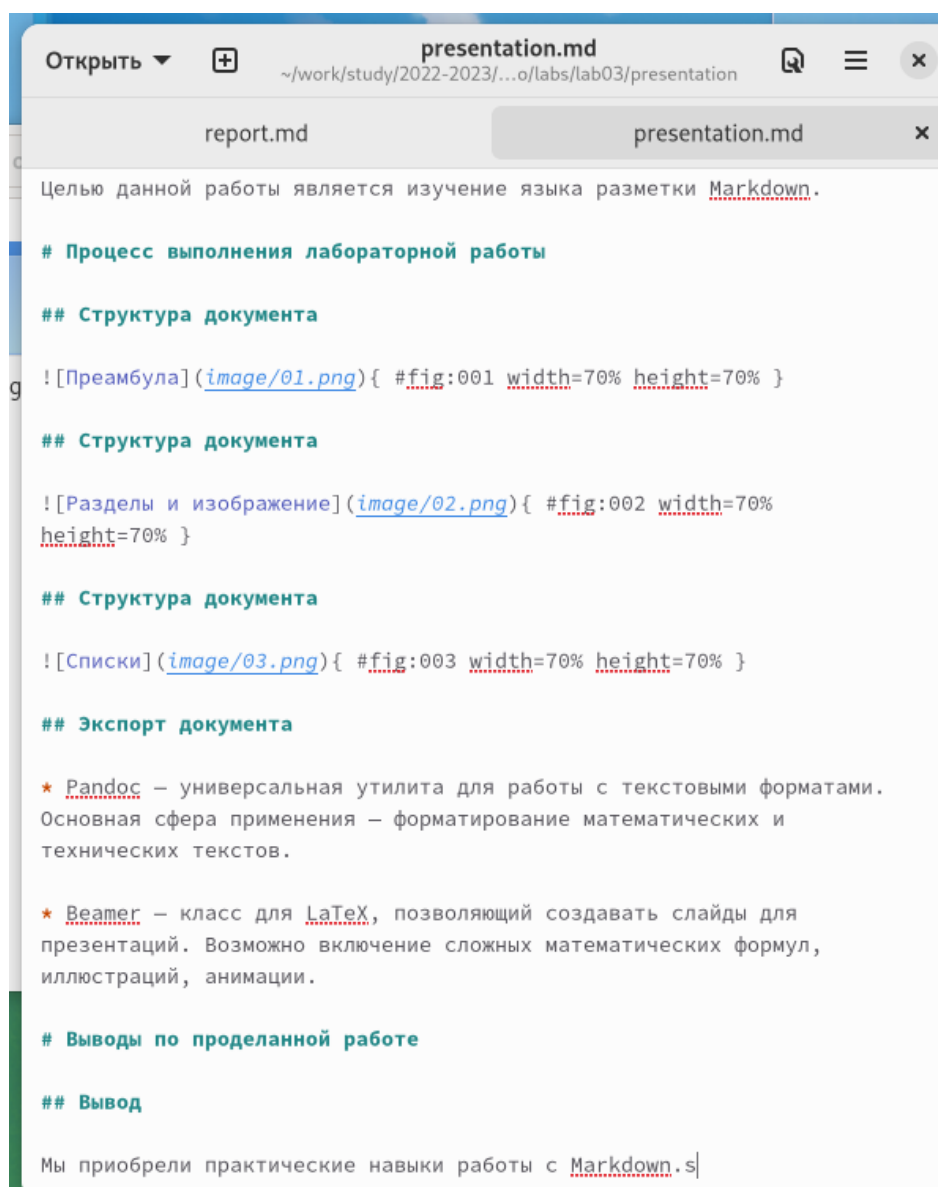 Открыть
presentation.md
~/work/study/2022-2023/...o/labs/lab03/presentation
report.md
presentation.md
Целью данной работы является изучение языка разметки Markdown.
# Процесс выполнения лабораторной работы
## Структура документа
![Преамбула](image/01.png){ #fig:001 width=70% height=70% }
## Структура документа
![Разделы и изображение](image/02.png){ #fig:002 width=70%
height=70% }
## Структура документа
![Списки](image/03.png){ #fig:003 width=70% height=70% }
## Экспорт документа
* Pandoc — универсальная утилита для работы с текстовыми форматами.
Основная сфера применения — форматирование математических и
технических текстов.
* Beamer — класс для LaTeX, позволяющий создавать слайды для
презентаций. Возможно включение сложных математических формул,
иллюстраций, анимации.
# Выводы по проделанной работе
## Вывод
Мы приобрели практические навыки работы с Markdown.s